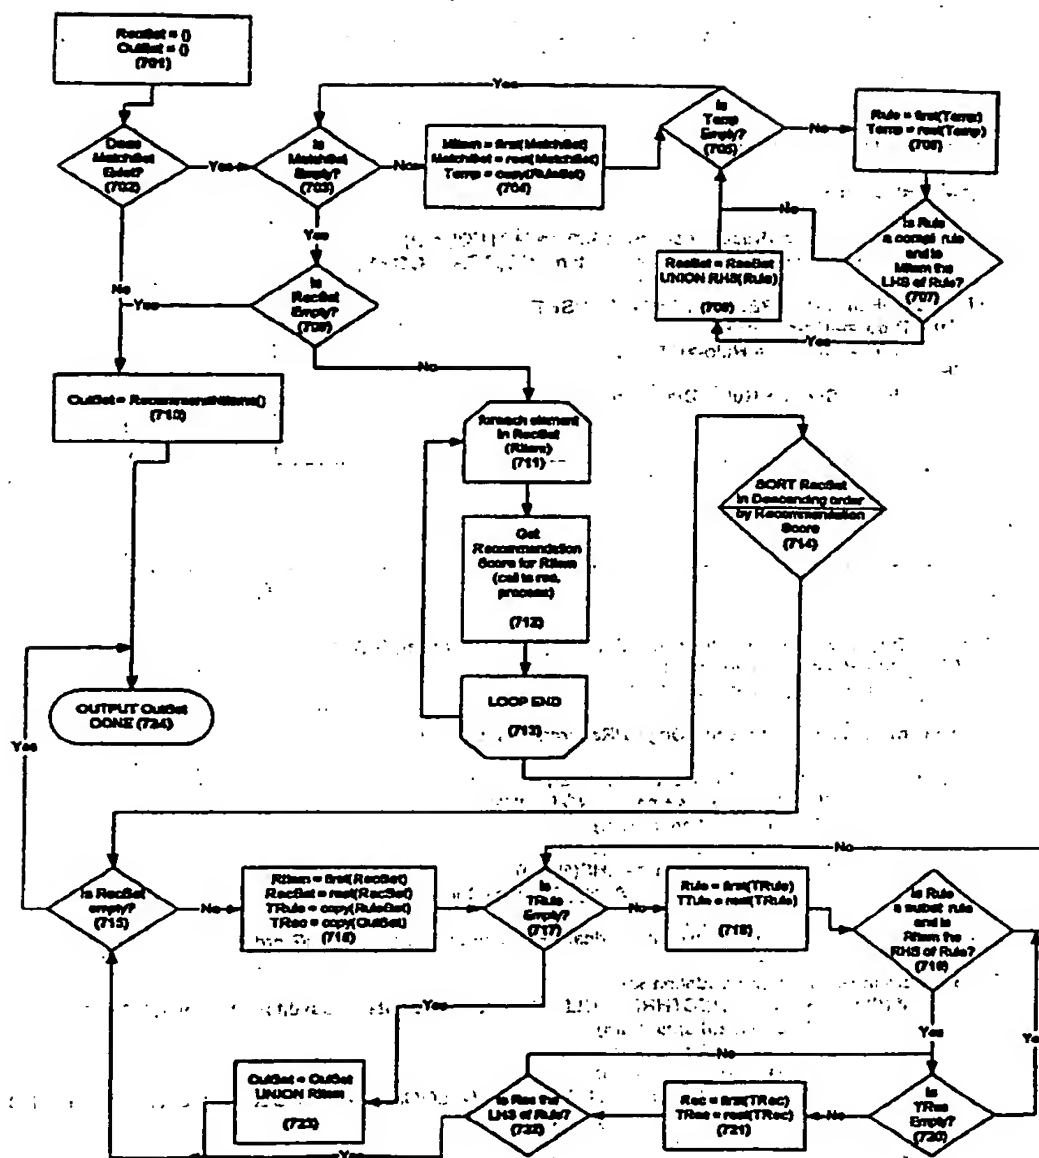 RecSet = {}
OutSet = {}
(701)
Does
MatchSet
Exist?
(702)
Yes
Is
MatchSet
Empty?
(703)
No
MItem = first(MatchSet)
MatchSet = rest(MatchSet)
Temp = copy(RuleSet)
(704)
Yes
Is
Temp
Empty?
(705)
No
Rule = first(Temp)
Temp = rest(Temp)
(706)
Is Rule
a compl. rule
and is
MItem the
LHS of Rule?
(707)
No
Yes
RecSet = RecSet
UNION RHS(Rule)
(708)
Yes
Is
RecSet
Empty?
(709)
Yes
No
No
OutSet = RecommendNItems()
(710)
foreach element
in RecSet
(RItem)
(711)
Get
Recommendation
Score for RItem
(call to rec.
process)
(712)
LOOP END
(713)
SORT RecSet
in Descending order
by Recommendation
Score
(714)
OUTPUT OutSet
DONE (724)
Yes
Is RecSet
empty?
(715)
No
RItem = first(RecSet)
RecSet = rest(RecSet)
TRule = copy(RuleSet)
TRec = copy(OutSet)
(716)
Is
TRule
Empty?
(717)
No
Rule = first(TRule)
TRule = rest(TRule)
(718)
Is Rule
a subst. rule
and is
RItem the
RHS of Rule?
(719)
No
Yes
Yes
Ye
OutSet = OutSet
UNION RItem
(723)
Is Rec the
LHS of Rule?
(722)
No
Yes
Rec = first(TRec)
TRec = rest(TRec)
(721)
No
Is
TRec
Empty?
(720)